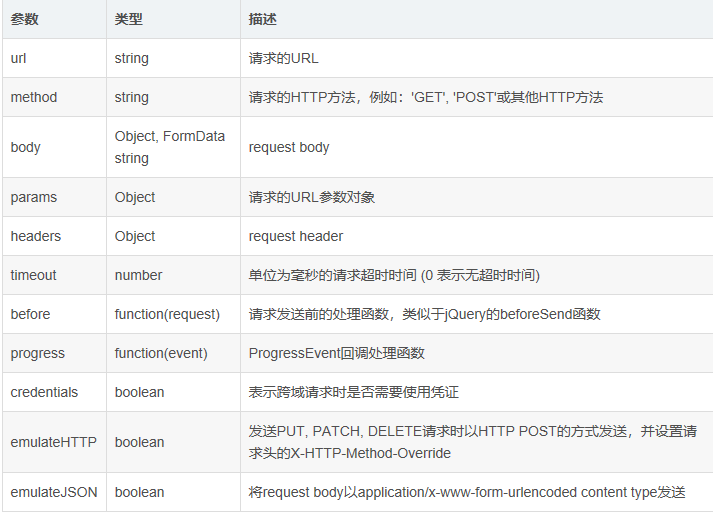 参数 类型 描述
url string 请求的URL
method string 请求的HTTP方法，例如：'GET', 'POST'或其他HTTP方法
body Object, FormData string request body
params Object 请求的URL参数对象
headers Object request header
timeout number 单位为毫秒的请求超时时间 (0 表示无超时时间)
before function(request) 请求发送前的处理函数，类似于jQuery的beforeSend函数
progress function(event) ProgressEvent回调处理函数
credentials boolean 表示跨域请求时是否需要使用凭证
emulateHTTP boolean 发送PUT, PATCH, DELETE请求时以HTTP POST的方式发送，并设置请
求头的X-HTTP-Method-Override
emulateJSON boolean 将request body以application/x-www-form-urlencoded content type发送